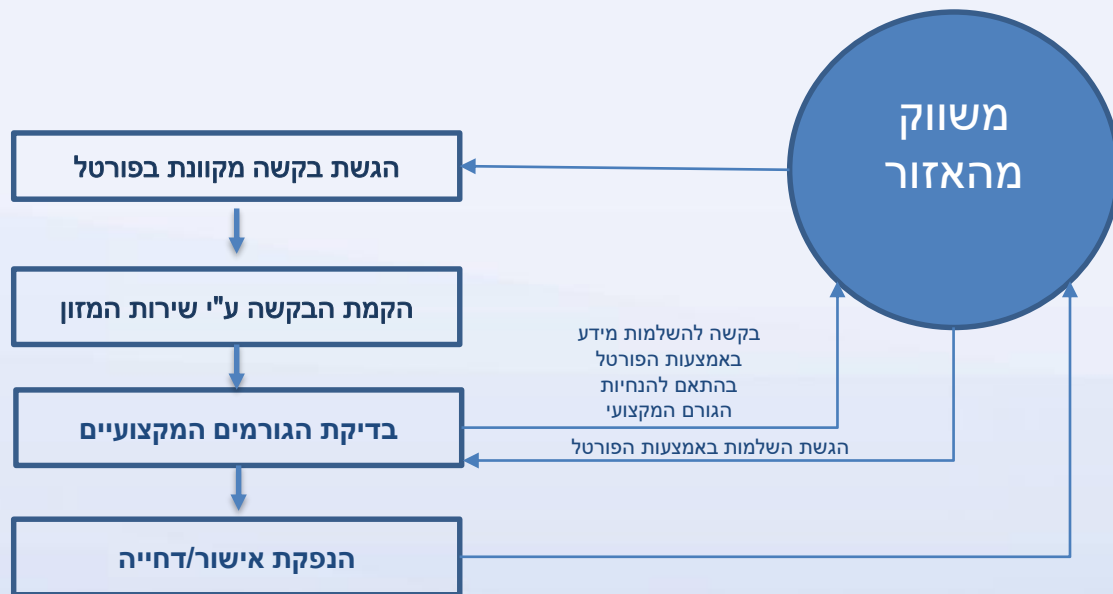 משווק
מהאזור
הגשת בקשה מקוונת בפורטל
הקמת הבקשה ע"י שירות המזון
בקשה להשלמות מידע
באמצעות הפורטל
בהתאם להנחיות
הגורם המקצועי
בדיקת הגורמים המקצועיים
הגשת השלמות באמצעות הפורטל
הנפקת אישור/דחייה